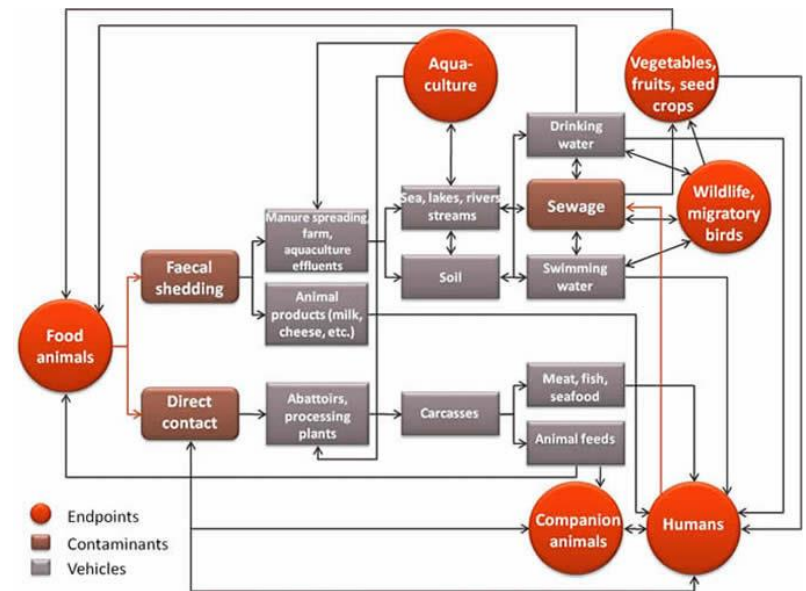 Aqua-
culture
Vegetables,
fruits, seed
crops
Drinking
water
Wildlife,
migratory
birds
Sea, lakes, rivers
streams
Sewage
Manure spreading,
farm,
aquaculture
effluents
Faecal
shedding
Soil
Swimming
water
Animal
products (milk,
cheese, etc.)
Food
animals
Meat, fish,
seafood
Direct
contact
Abattoirs,
processing
plants
Carcasses
Animal feeds
Companion
animals
Humans
Endpoints
Contaminants
Vehicles